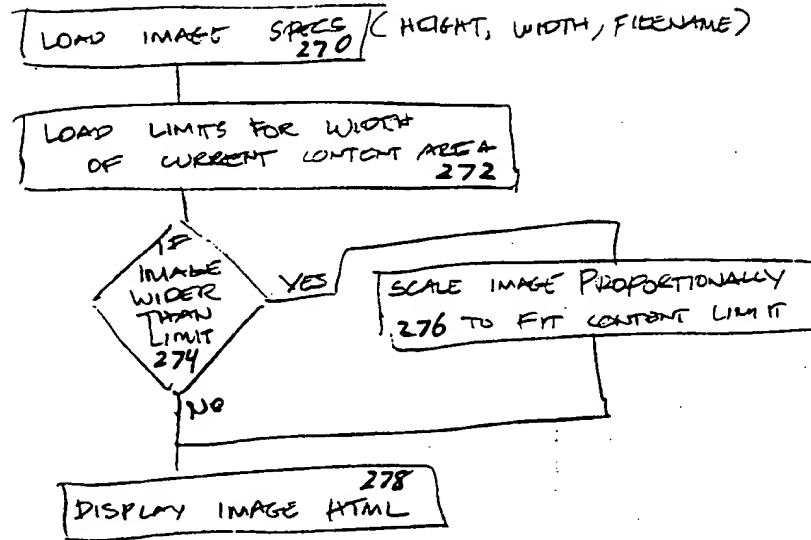 LOAD IMAGE SPECS (HEIGHT, WIDTH, FILENAME)
270
LOAD LIMITS FOR WIDTH
OF CURRENT CONTENT AREA
272
IF
IMAGE
WIDER
THAN
LIMIT
274
YES
SCALE IMAGE PROPORTIONALLY
276 TO FIT CONTENT LIMIT
NO
278
DISPLAY IMAGE HTML